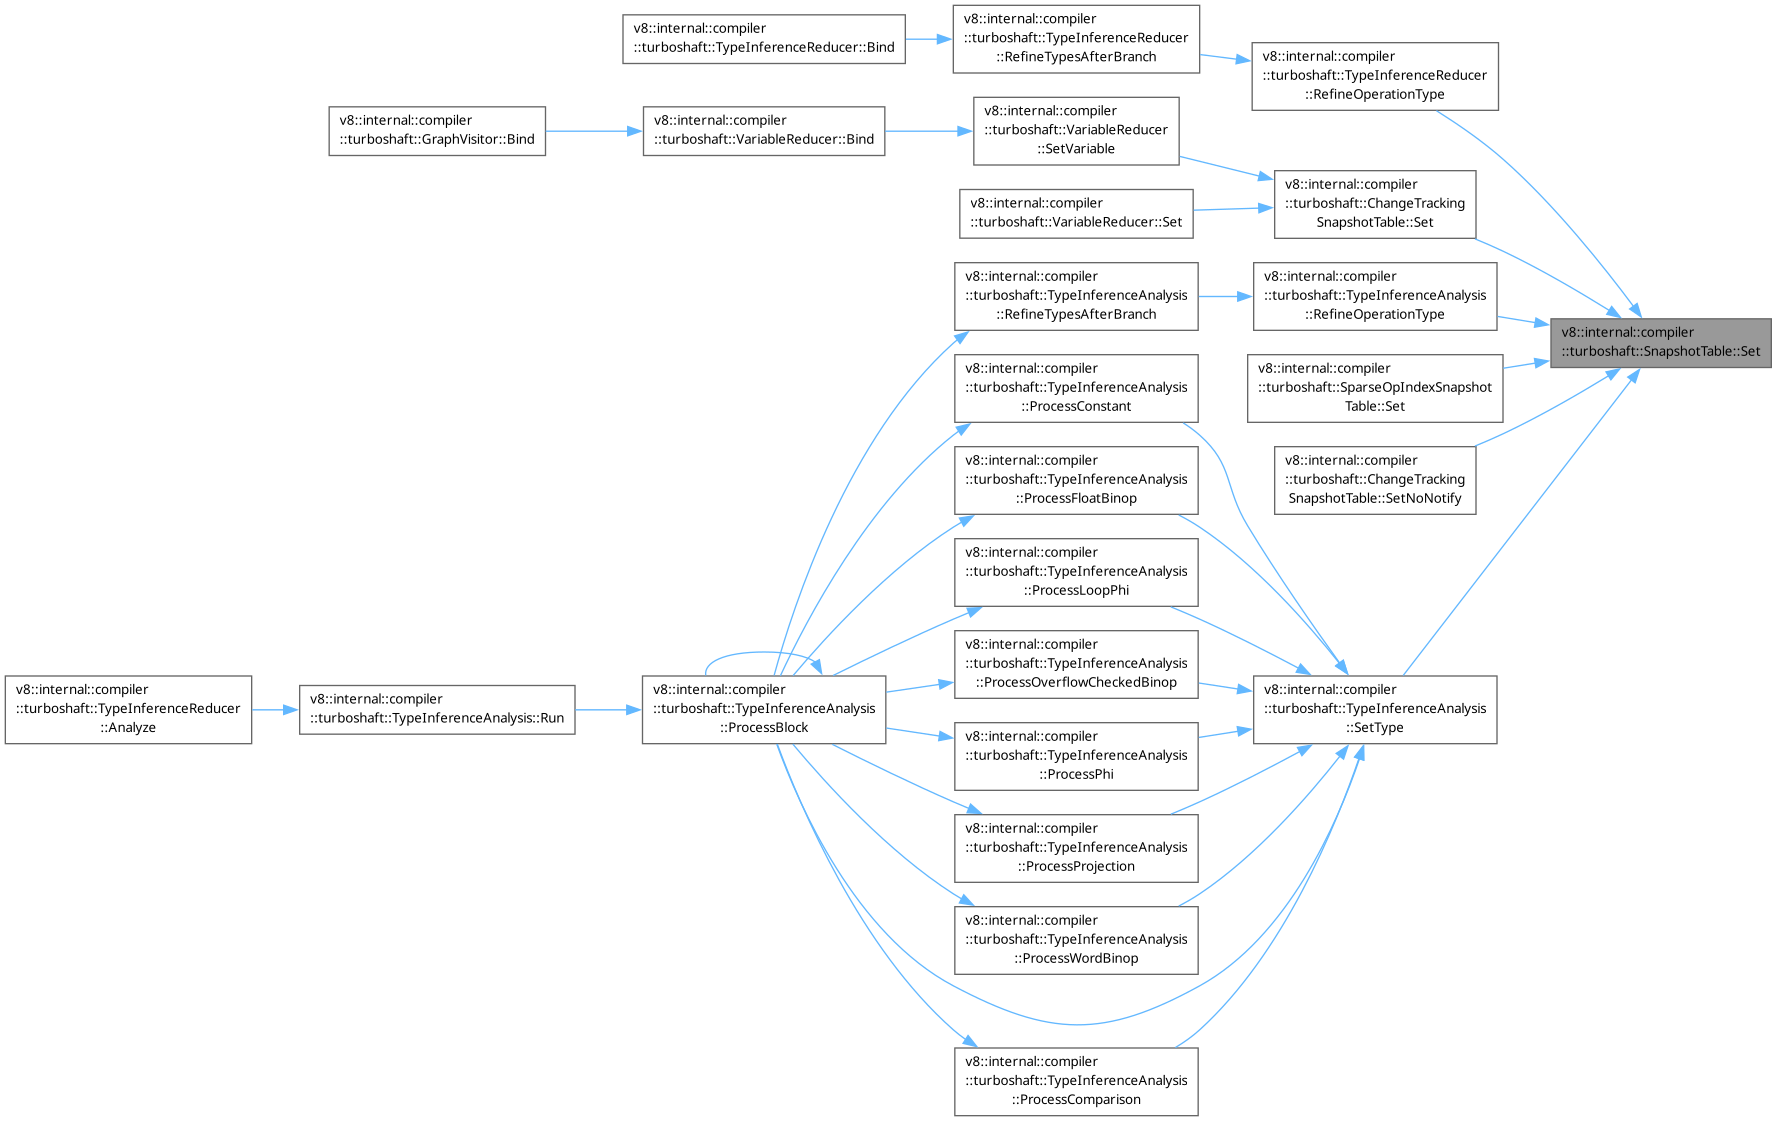 v8::internal::compiler
::turboshaft::TypeInferenceReducer::Bind
v8::internal::compiler
::turboshaft::TypeInferenceReducer
::RefineTypesAfterBranch
v8::internal::compiler
::turboshaft::TypeInferenceReducer
::RefineOperationType
v8::internal::compiler
::turboshaft::GraphVisitor::Bind
v8::internal::compiler
::turboshaft::VariableReducer::Bind
v8::internal::compiler
::turboshaft::VariableReducer
::SetVariable
v8::internal::compiler
::turboshaft::ChangeTracking
SnapshotTable::Set
v8::internal::compiler
::turboshaft::VariableReducer::Set
v8::internal::compiler
::turboshaft::TypeInferenceAnalysis
::RefineTypesAfterBranch
v8::internal::compiler
::turboshaft::TypeInferenceAnalysis
::RefineOperationType
v8::internal::compiler
::turboshaft::SnapshotTable::Set
v8::internal::compiler
::turboshaft::TypeInferenceAnalysis
::ProcessConstant
v8::internal::compiler
::turboshaft::SparseOpIndexSnapshot
Table::Set
v8::internal::compiler
::turboshaft::TypeInferenceAnalysis
::ProcessFloatBinop
v8::internal::compiler
::turboshaft::ChangeTracking
SnapshotTable::SetNoNotify
v8::internal::compiler
::turboshaft::TypeInferenceAnalysis
::ProcessLoopPhi
v8::internal::compiler
::turboshaft::TypeInferenceAnalysis
::ProcessOverflowCheckedBinop
v8::internal::compiler
::turboshaft::TypeInferenceReducer
::Analyze
v8::internal::compiler
::turboshaft::TypeInferenceAnalysis::Run
v8::internal::compiler
::turboshaft::TypeInferenceAnalysis
::ProcessBlock
v8::internal::compiler
::turboshaft::TypeInferenceAnalysis
::SetType
v8::internal::compiler
::turboshaft::TypeInferenceAnalysis
::ProcessPhi
v8::internal::compiler
::turboshaft::TypeInferenceAnalysis
::ProcessProjection
v8::internal::compiler
::turboshaft::TypeInferenceAnalysis
::ProcessWordBinop
v8::internal::compiler
::turboshaft::TypeInferenceAnalysis
::ProcessComparison